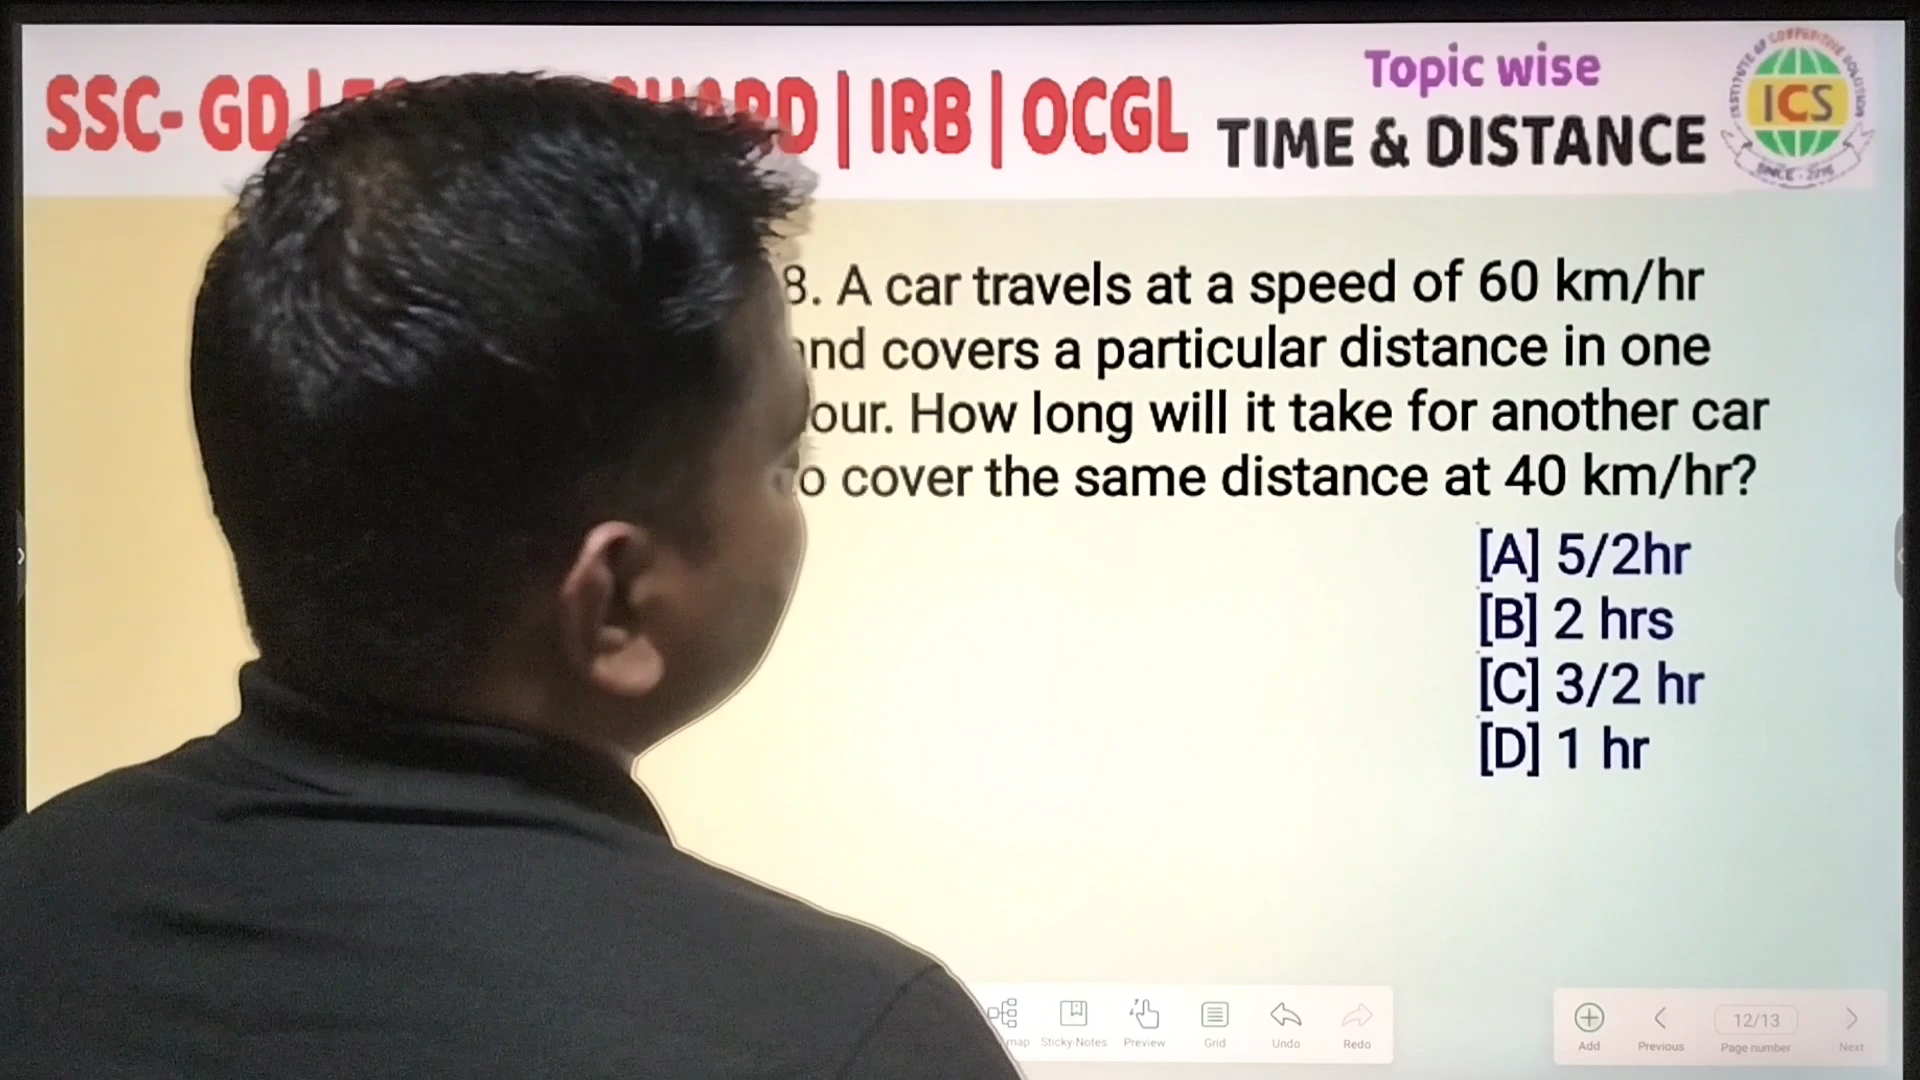 SSC- GD | | IRB | OCGL
Topic wise
TIME & DISTANCE
ICS
8. A car travels at a speed of 60 km/hr
nd covers a particular distance in one
our. How long will it take for another car
o cover the same distance at 40 km/hr?
[A] 5/2hr
[B] 2 hrs
[C] 3/2 hr
[D] 1 hr
map Sticky-Notes Preview Grid Undo Redo
Add Previous 12/13 Page number Next